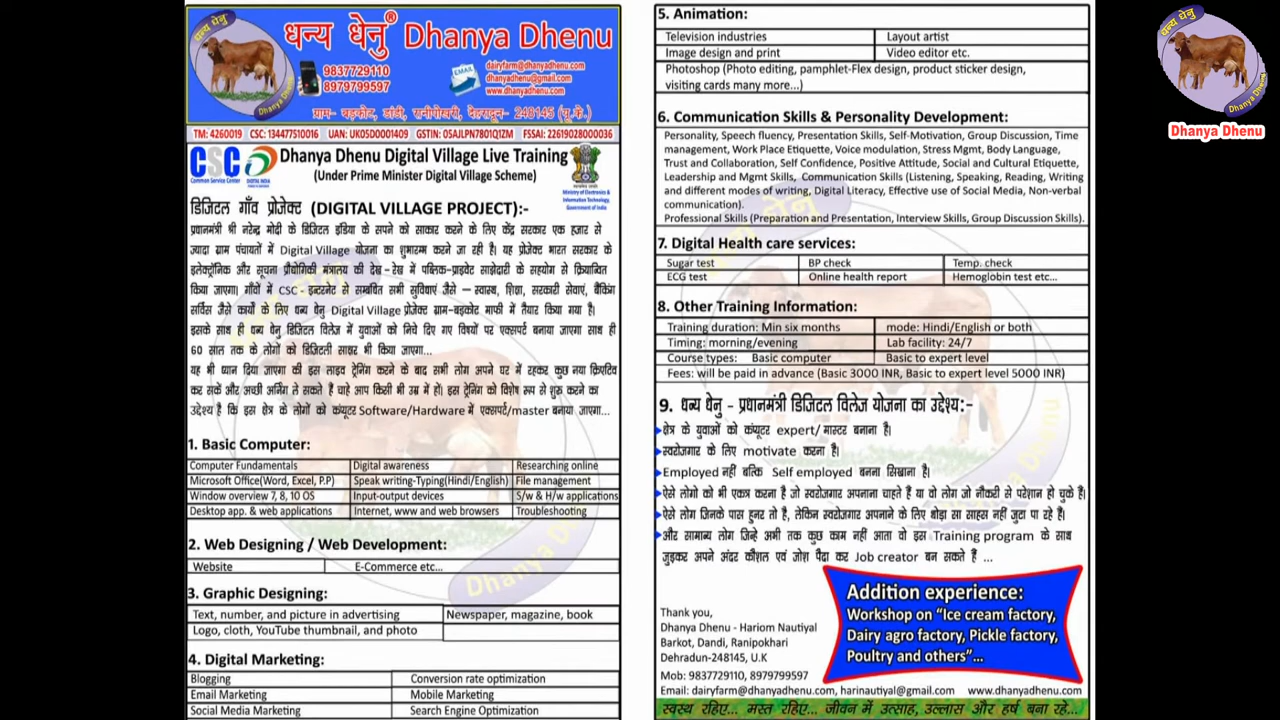 धन्य धेनु® Dhanya Dhenu
धन्य धेनु
Dhanya Dhenu
9837729110
8979799597
EMAIL
dairyfarm@dhanyadhenu.com
dhanyadhenu@gmail.com
www.dhanyadhenu.com
ग्राम- बड़कोट, डांडी, रानीपोखरी, देहरादून- 248145 (यू.के.)
TM: 4260019 CSC: 134477510016 UAN: UK05D0001409 GSTIN: 05AJLPN7801Q1ZM FSSAI: 22619028000036
CSC
Common Service Center
DIGITAL INDIA
Dhanya Dhenu Digital Village Live Training
(Under Prime Minister Digital Village Scheme)
Ministry of Electronics &
Information Technology,
Government of India
डिजिटल गाँव प्रोजेक्ट (DIGITAL VILLAGE PROJECT):-
प्रधानमंत्री श्री नरेन्द्र मोदी के डिजिटल इंडिया के सपने को साकार करने के लिए केंद्र सरकार एक हज़ार से
ज्यादा ग्राम पंचायतों में Digital Village योजना का शुभारम्भ करने जा रही है। यह प्रोजेक्ट भारत सरकार के
इलेक्ट्रॉनिक और सूचना प्रौद्योगिकी मंत्रालय की देख - रेख में पब्लिक-प्राइवेट साझेदारी के सहयोग से क्रियान्वित
किया जाएगा। गाँवों में CSC - इन्टरनेट से सम्बंधित सभी सुविधाएं जैसे – स्वास्थ, शिक्षा, सरकारी सेवाएं, बैंकिंग
सर्विस जैसे कार्यों के लिए धन्य धेनु Digital Village प्रोजेक्ट ग्राम-बड़कोट माफी में तैयार किया गया है।
इसके साथ ही धन्य धेनु डिजिटल विलेज में युवाओं को निचे दिए गए विषयों पर एक्सपर्ट बनाया जाएगा साथ ही
60 साल तक के लोगों को डिजिटली साक्षर भी किया जाएगा...
यह भी ध्यान दिया जाएगा की इस लाइव ट्रेनिंग करने के बाद सभी लोग अपने घर में रहकर कुछ नया क्रिएटिव
कर सकें और अच्छी अर्निंग ले सकते हैं चाहे आप किसी भी उम्र में हों। इस ट्रेनिंग को विशेष रूप से शुरू करने का
उद्देश्य है कि इस क्षेत्र के लोगों को कंप्यूटर Software/Hardware में एक्सपर्ट/master बनाया जाएगा...
1. Basic Computer:
Computer Fundamentals Digital awareness Researching online
Microsoft Office(Word, Excel, P.P) Speak writing-Typing(Hindi/English) File management
Window overview 7, 8, 10 OS Input-output devices S/w & H/w applications
Desktop app. & web applications Internet, www and web browsers Troubleshooting
2. Web Designing / Web Development:
Website E-Commerce etc...
3. Graphic Designing:
Text, number, and picture in advertising Newspaper, magazine, book
Logo, cloth, YouTube thumbnail, and photo
4. Digital Marketing:
Blogging Conversion rate optimization
Email Marketing Mobile Marketing
Social Media Marketing Search Engine Optimization
5. Animation:
Television industries Layout artist
Image design and print Video editor etc.
Photoshop (Photo editing, pamphlet-Flex design, product sticker design,
visiting cards many more...)
6. Communication Skills & Personality Development:
Personality, Speech fluency, Presentation Skills, Self-Motivation, Group Discussion, Time
management, Work Place Etiquette, Voice modulation, Stress Mgmt, Body Language,
Trust and Collaboration, Self Confidence, Positive Attitude, Social and Cultural Etiquette,
Leadership and Mgmt Skills, Communication Skills (Listening, Speaking, Reading, Writing
and different modes of writing, Digital Literacy, Effective use of Social Media, Non-verbal
communication).
Professional Skills (Preparation and Presentation, Interview Skills, Group Discussion Skills).
7. Digital Health care services:
Sugar test BP check Temp. check
ECG test Online health report Hemoglobin test etc...
8. Other Training Information:
Training duration: Min six months mode: Hindi/English or both
Timing: morning/evening Lab facility: 24/7
Course types: Basic computer Basic to expert level
Fees: will be paid in advance (Basic 3000 INR, Basic to expert level 5000 INR)
9. धन्य धेनु - प्रधानमंत्री डिजिटल विलेज योजना का उद्देश्य:-
क्षेत्र के युवाओं को कंप्यूटर expert/ मास्टर बनाना है।
स्वरोजगार के लिए motivate करना है।
Employed नहीं बल्कि Self employed बनना सिखाना है।
ऐसे लोगों को भी एकत्र करना है जो स्वरोजगार अपनाना चाहते हैं या वो लोग जो नौकरी से परेशान हो चुके हैं।
ऐसे लोग जिनके पास हुनर तो है, लेकिन स्वरोजगार अपनाने के लिए थोड़ा सा साहस नहीं जुटा पा रहे हैं।
और सामान्य लोग जिन्हे अभी तक कुछ काम नहीं आता वो इस Training program के साथ
जुड़कर अपने अंदर कौशल एवं जोश पैदा कर Job creator बन सकते हैं ...
Addition experience:
Workshop on "Ice cream factory,
Dairy agro factory, Pickle factory,
Poultry and others"...
Thank you,
Dhanya Dhenu - Hariom Nautiyal
Barkot, Dandi, Ranipokhari
Dehradun-248145, U.K
Mob: 9837729110, 8979799597
Email: dairyfarm@dhanyadhenu.com, harinautiyal@gmail.com www.dhanyadhenu.com
स्वस्थ रहिए... मस्त रहिए... जीवन में उत्साह, उल्लास और हर्ष बना रहे...
धन्य धेनु
Dhanya Dhenu
Dhanya Dhenu